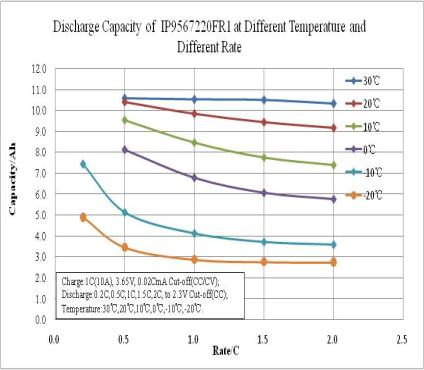 Discharge Capacity of IP9567220FR1 at Different Temperature and
Different Rate
Capacity/Ah
12.0
11.0
10.0
9.0
8.0
7.0
6.0
5.0
4.0
3.0
2.0
1.0
0.0
30℃
20℃
10℃
0℃
-10℃
-20℃
Charge:1C(10A), 3.65V, 0.02CmA Cut-off(CC/CV);
Discharge:0.2C,0.5C,1C,1.5C,2C, to 2.3V Cut-off(CC);
Temperature:30℃,20℃,10℃,0℃,-10℃,-20℃.
0.0 0.5 1.0 1.5 2.0 2.5
Rate/C